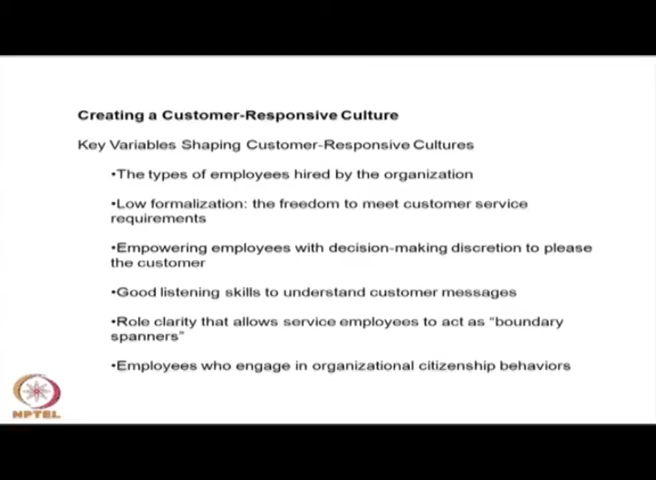 Creating a Customer-Responsive Culture
Key Variables Shaping Customer-Responsive Cultures
•The types of employees hired by the organization
•Low formalization: the freedom to meet customer service
requirements
•Empowering employees with decision-making discretion to please
the customer
•Good listening skills to understand customer messages
•Role clarity that allows service employees to act as “boundary
spanners”
•Employees who engage in organizational citizenship behaviors
NPTEL